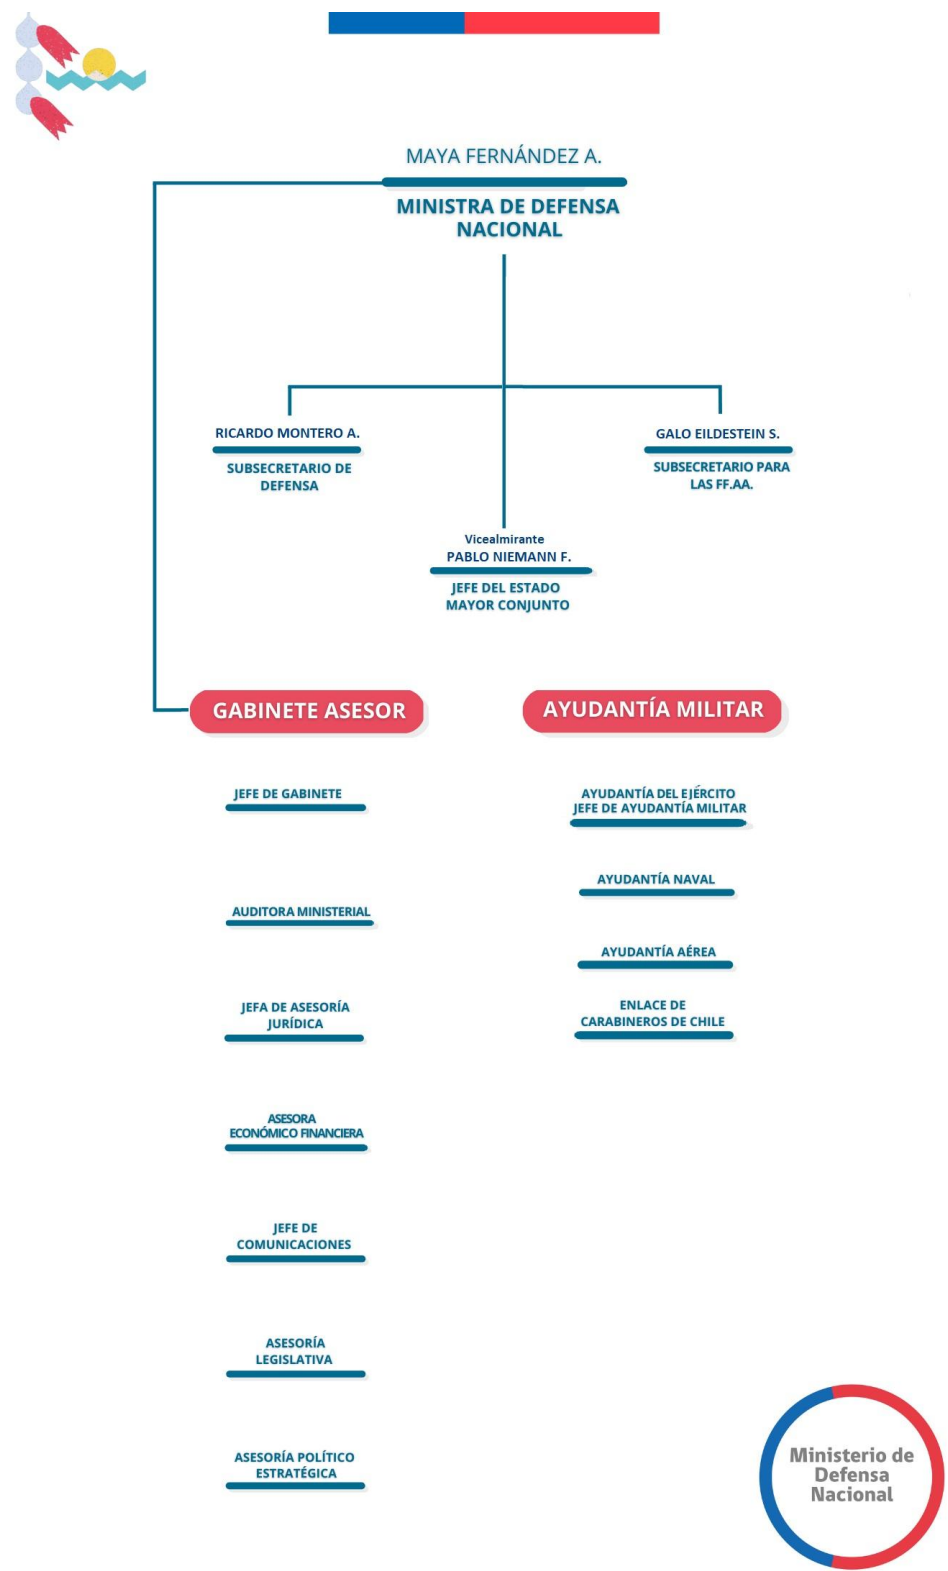 MAYA FERNÁNDEZ A.
MINISTRA DE DEFENSA
NACIONAL
RICARDO MONTERO A.
SUBSECRETARIO DE
DEFENSA
GALO EILDESTEIN S.
SUBSECRETARIO PARA
LAS FF.AA.
Vicealmirante
PABLO NIEMANN F.
JEFE DEL ESTADO
MAYOR CONJUNTO
GABINETE ASESOR
JEFE DE GABINETE
AUDITORA MINISTERIAL
JEFA DE ASESORÍA
JURÍDICA
ASESORA
ECONÓMICO FINANCIERA
JEFE DE
COMUNICACIONES
ASESORÍA
LEGISLATIVA
ASESORÍA POLÍTICO
ESTRATÉGICA
AYUDANTÍA MILITAR
AYUDANTÍA DEL EJÉRCITO
JEFE DE AYUDANTÍA MILITAR
AYUDANTÍA NAVAL
AYUDANTÍA AÉREA
ENLACE DE
CARABINEROS DE CHILE
Ministerio de
Defensa
Nacional